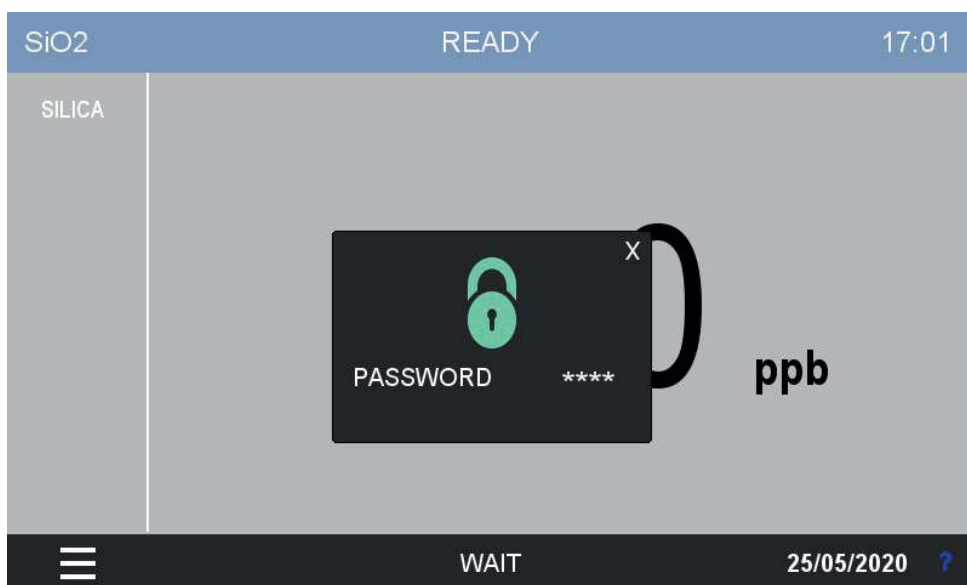 SiO2 READY 17:01
SILICA
X
PASSWORD ****
ppb
WAIT 25/05/2020 ?